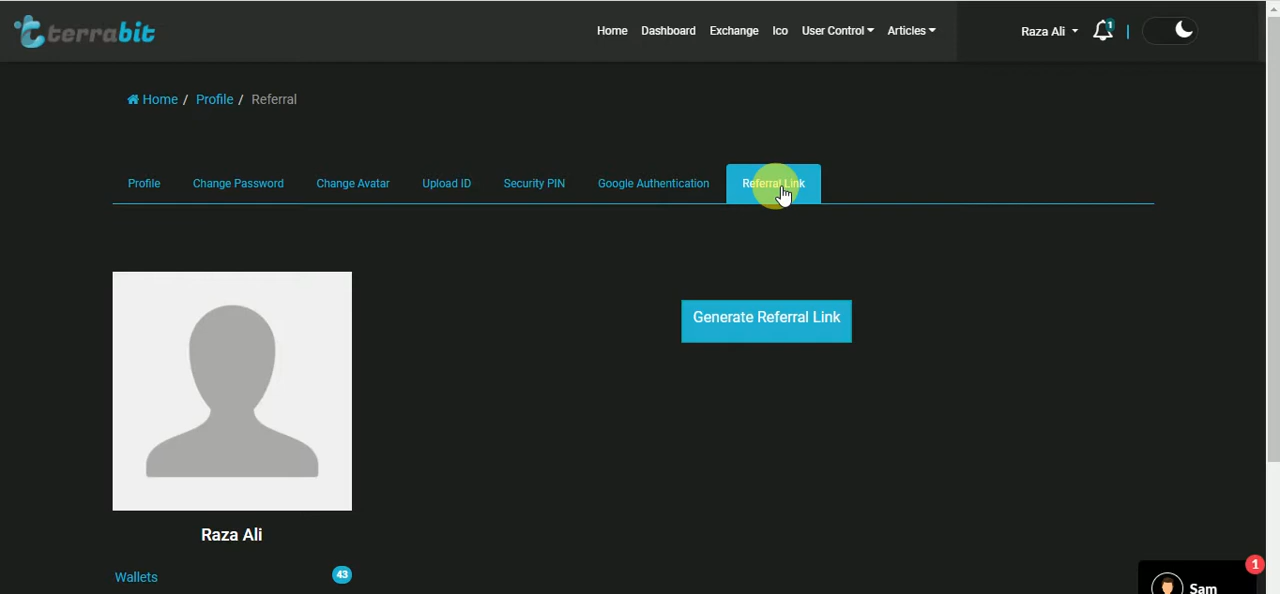 terrabit
Home Dashboard Exchange Ico User Control Articles
Raza Ali
1
Home / Profile / Referral
Profile Change Password Change Avatar Upload ID Security PIN Google Authentication Referral Link
Generate Referral Link
Raza Ali
Wallets 43
1
Sam